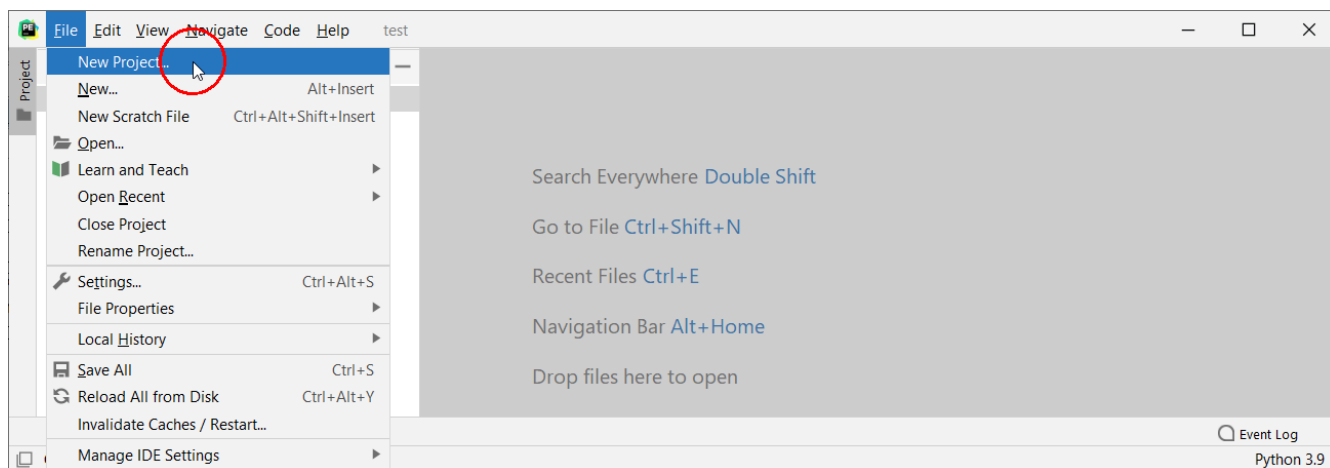 PE File Edit View Navigate Code Help test
Project
New Project...
New... Alt+Insert
New Scratch File Ctrl+Alt+Shift+Insert
Open...
Learn and Teach
Open Recent
Close Project
Rename Project...
Settings... Ctrl+Alt+S
File Properties
Local History
Save All Ctrl+S
Reload All from Disk Ctrl+Alt+Y
Invalidate Caches / Restart...
Manage IDE Settings
Search Everywhere Double Shift
Go to File Ctrl+Shift+N
Recent Files Ctrl+E
Navigation Bar Alt+Home
Drop files here to open
Event Log
Python 3.9